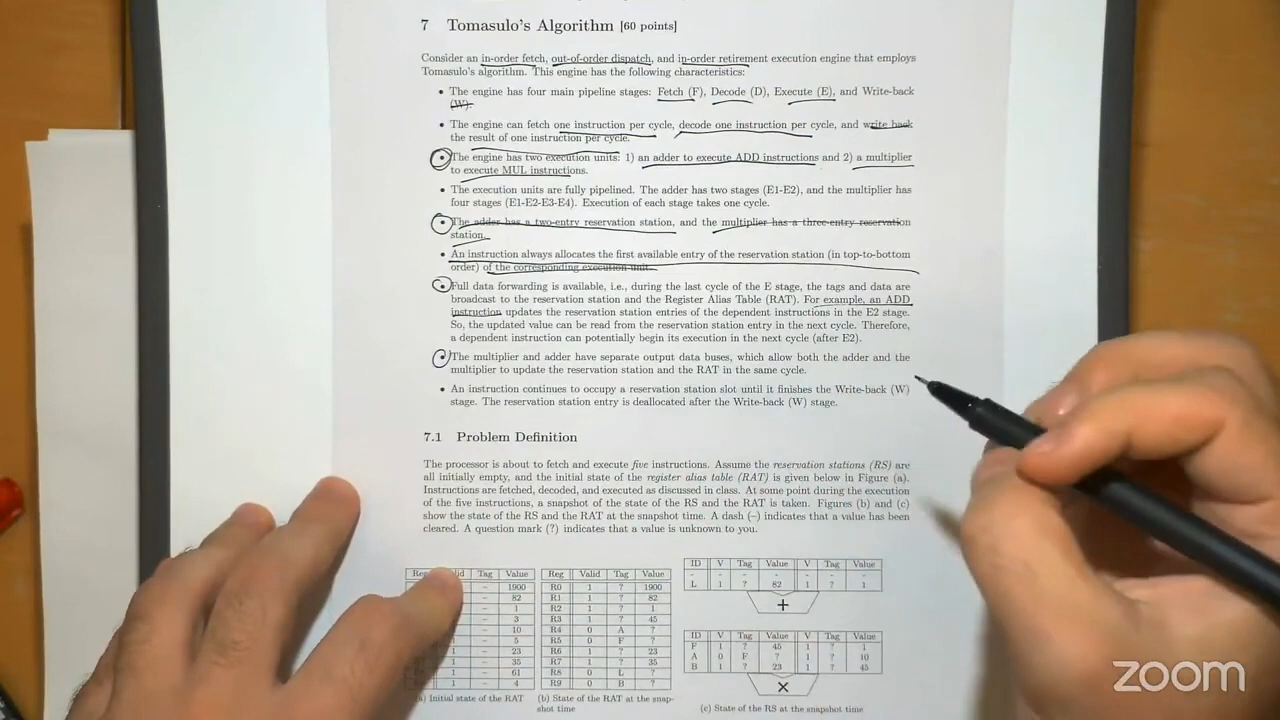 7 Tomasulo's Algorithm [60 points]
Consider an in-order fetch, out-of-order dispatch, and in-order retirement execution engine that employs
Tomasulo's algorithm. This engine has the following characteristics:
• The engine has four main pipeline stages: Fetch (F), Decode (D), Execute (E), and Write-back
(W).
• The engine can fetch one instruction per cycle, decode one instruction per cycle, and write back
the result of one instruction per cycle.
• The engine has two execution units: 1) an adder to execute ADD instructions and 2) a multiplier
to execute MUL instructions.
• The execution units are fully pipelined. The adder has two stages (E1-E2), and the multiplier has
four stages (E1-E2-E3-E4). Execution of each stage takes one cycle.
• The adder has a two-entry reservation station, and the multiplier has a three-entry reservation
station.
• An instruction always allocates the first available entry of the reservation station (in top-to-bottom
order) of the corresponding execution unit.
• Full data forwarding is available, i.e., during the last cycle of the E stage, the tags and data are
broadcast to the reservation station and the Register Alias Table (RAT). For example, an ADD
instruction updates the reservation station entries of the dependent instructions in the E2 stage.
So, the updated value can be read from the reservation station entry in the next cycle. Therefore,
a dependent instruction can potentially begin its execution in the next cycle (after E2).
• The multiplier and adder have separate output data buses, which allow both the adder and the
multiplier to update the reservation station and the RAT in the same cycle.
• An instruction continues to occupy a reservation station slot until it finishes the Write-back (W)
stage. The reservation station entry is deallocated after the Write-back (W) stage.
7.1 Problem Definition
The processor is about to fetch and execute five instructions. Assume the reservation stations (RS) are
all initially empty, and the initial state of the register alias table (RAT) is given below in Figure (a).
Instructions are fetched, decoded, and executed as discussed in class. At some point during the execution
of the five instructions, a snapshot of the state of the RS and the RAT is taken. Figures (b) and (c)
show the state of the RS and the RAT at the snapshot time. A dash (–) indicates that a value has been
cleared. A question mark (?) indicates that a value is unknown to you.
Tag Value
– 1900
– 82
– 1
– 3
– 10
– 5
1 – 23
1 – 35
1 – 61
1 – 4
) Initial state of the RAT
Reg Valid Tag Value
R0 1 ? 1900
R1 1 ? 82
R2 1 ? 1
R3 1 ? 45
R4 0 A ?
R5 0 F ?
R6 1 ? 23
R7 1 ? 35
R8 0 L ?
R9 0 B ?
(b) State of the RAT at the snap-
shot time
ID V Tag Value V Tag Value
- - - - - - -
L 1 ? 82 1 ? 1
+
ID V Tag Value V Tag Value
F 1 ? 45 1 ? 1
A 0 F ? 1 ? 10
B 1 ? 23 1 ? 45
×
(c) State of the RS at the snapshot time
zoom